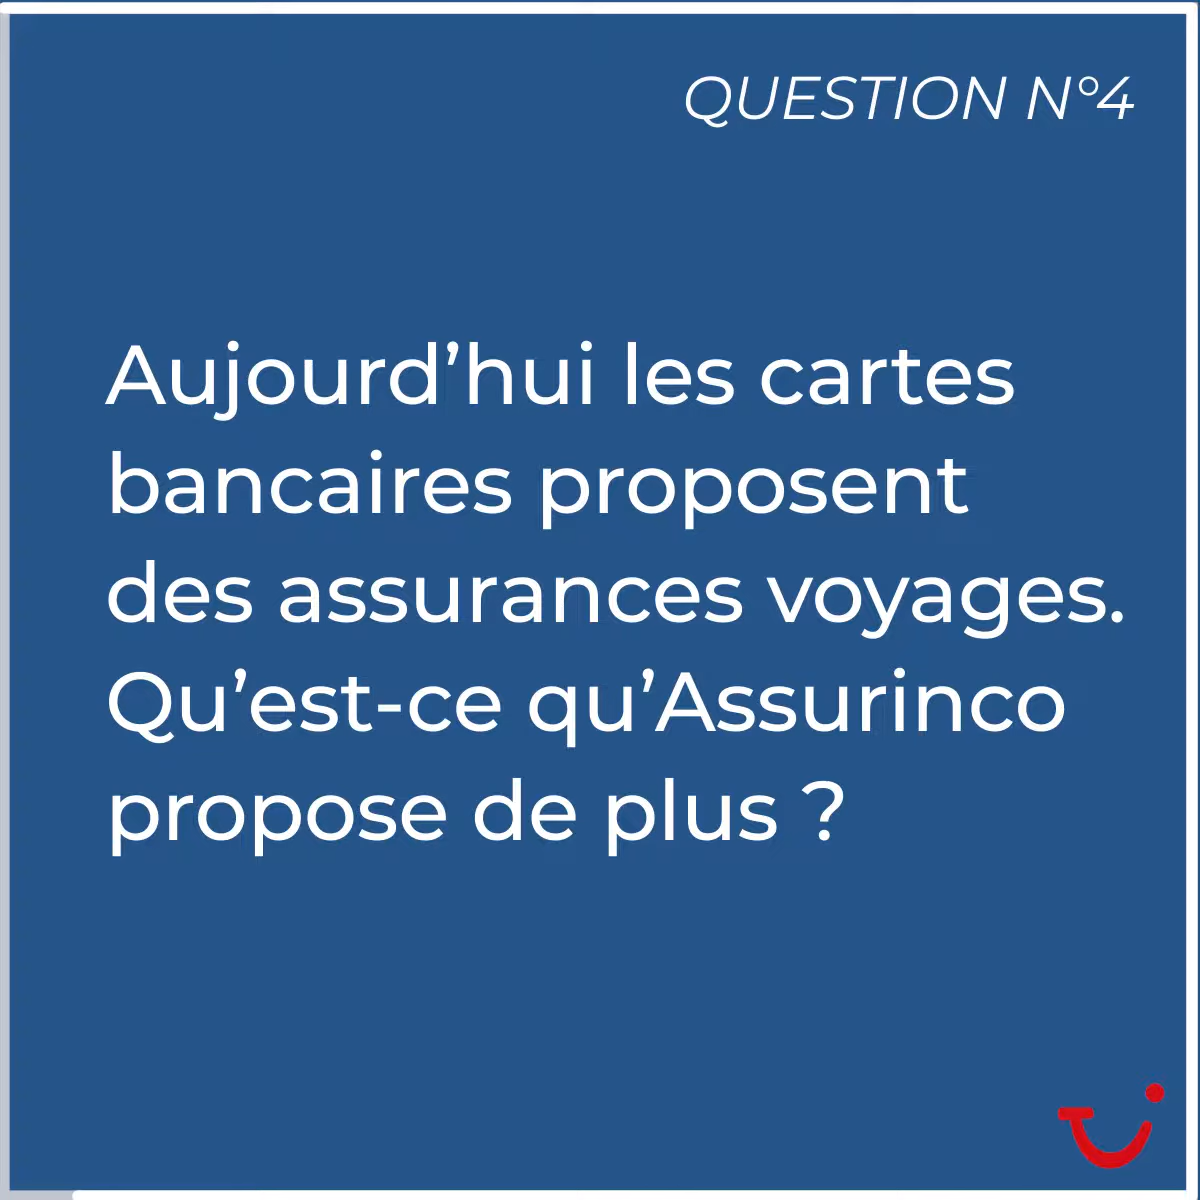 QUESTION N°4
Aujourd’hui les cartes
bancaires proposent
des assurances voyages.
Qu’est-ce qu’Assurinco
propose de plus ?